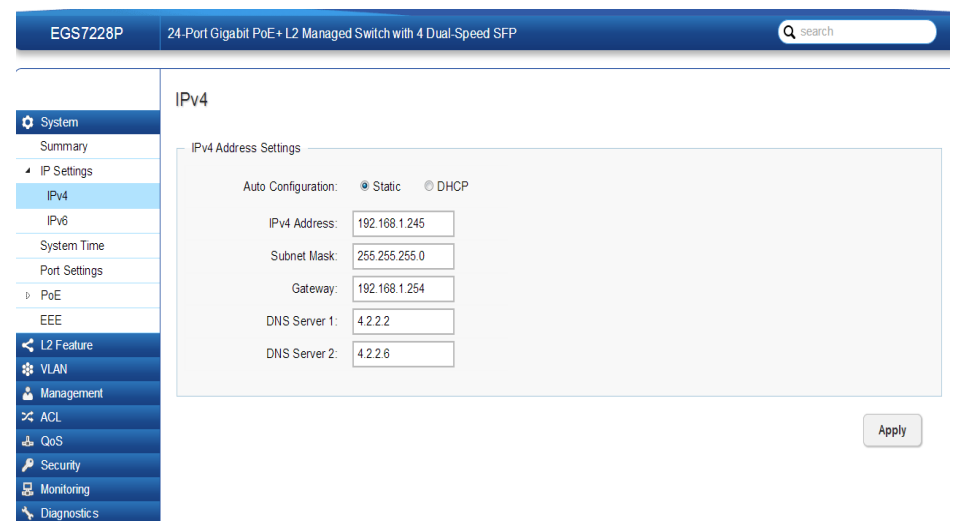 EGS7228P
24-Port Gigabit PoE+ L2 Managed Switch with 4 Dual-Speed SFP
search
System
Summary
IP Settings
IPv4
IPv6
System Time
Port Settings
PoE
EEE
L2 Feature
VLAN
Management
ACL
QoS
Security
Monitoring
Diagnostics
IPv4
IPv4 Address Settings
Auto Configuration: Static DHCP
IPv4 Address: 192.168.1.245
Subnet Mask: 255.255.255.0
Gateway: 192.168.1.254
DNS Server 1: 4.2.2.2
DNS Server 2: 4.2.2.6
Apply